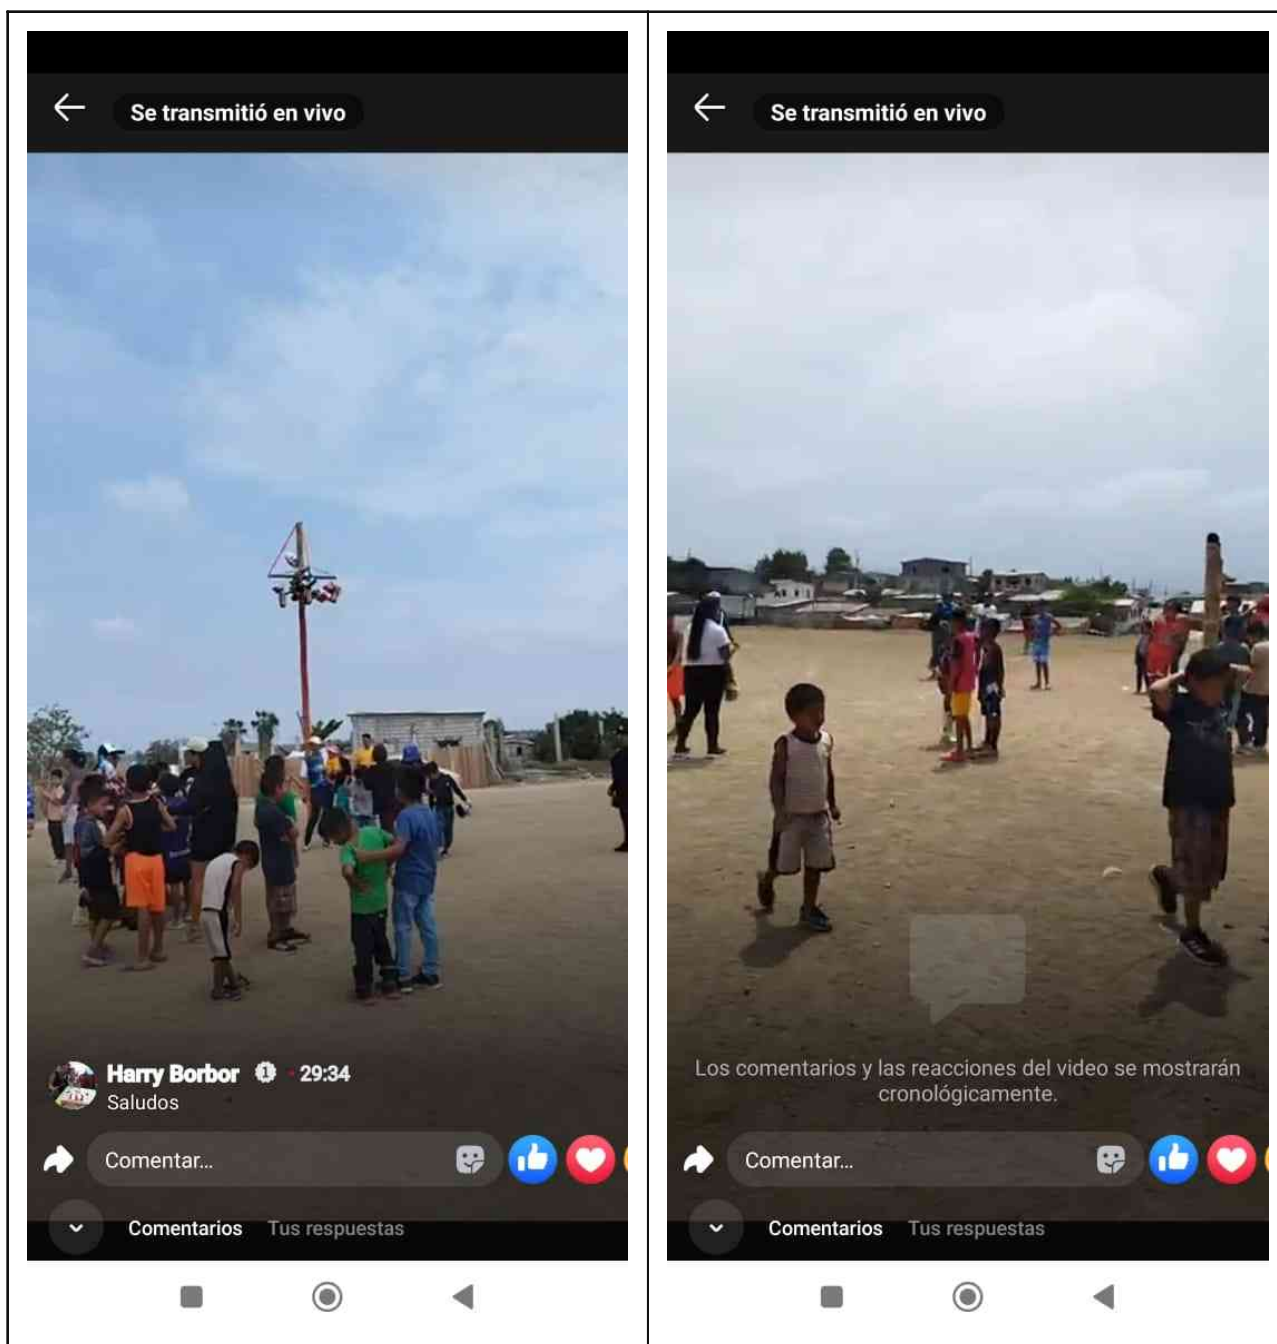 Se transmitió en vivo
Harry Borbor 29:34
Saludos
Comentar...
Comentarios Tus respuestas
Se transmitió en vivo
Los comentarios y las reacciones del video se mostrarán
cronológicamente.
Comentar...
Comentarios Tus respuestas